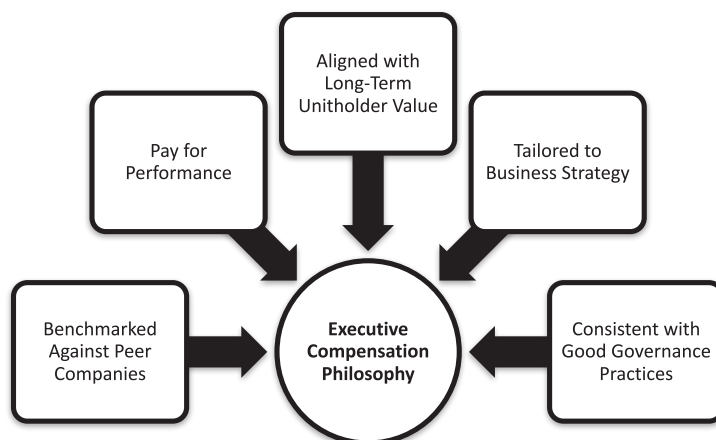 Aligned with
Long-Term
Unitholder Value
Pay for
Performance
Tailored to
Business Strategy
Benchmarked
Against Peer
Companies
Executive
Compensation
Philosophy
Consistent with
Good Governance
Practices